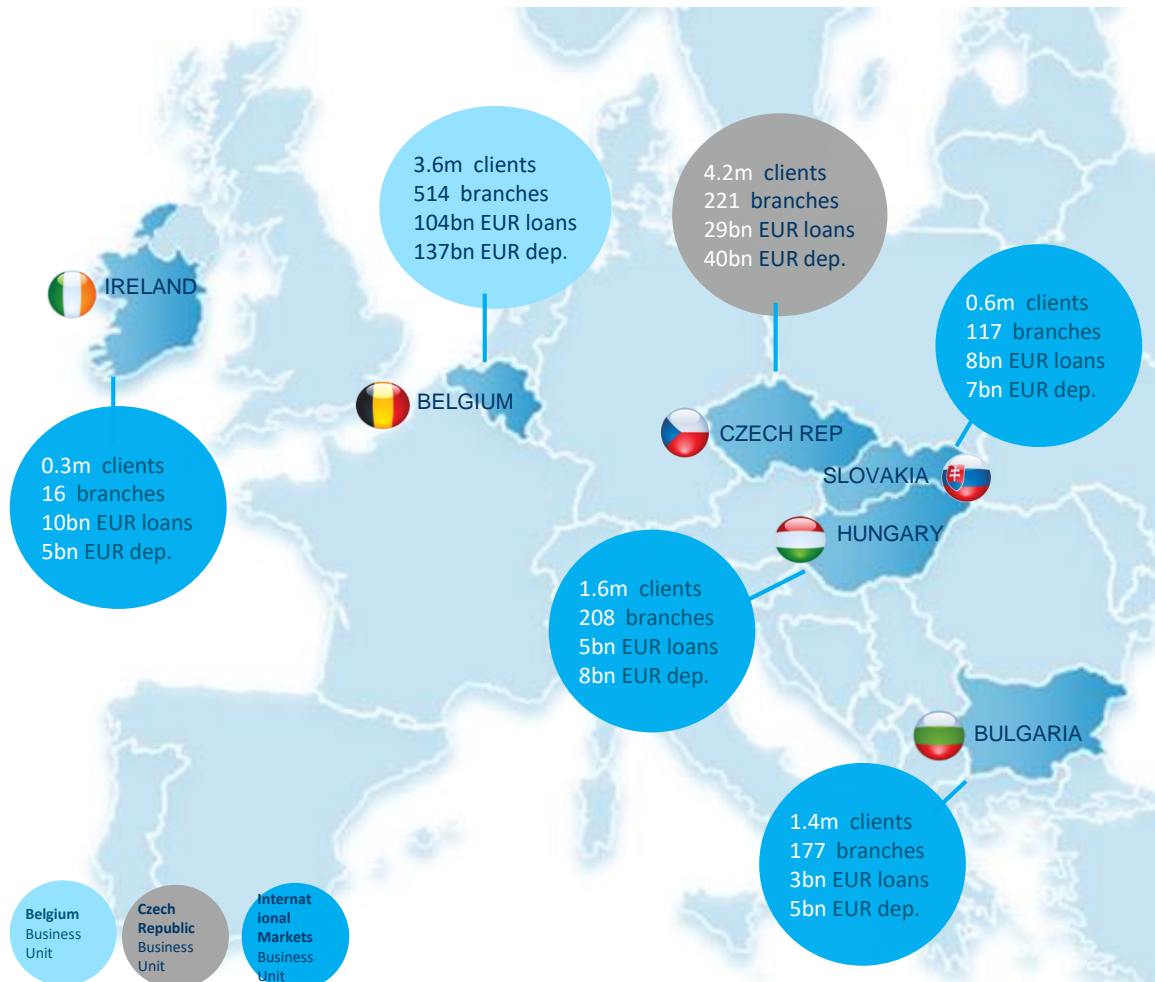 3.6m clients
514 branches
104bn EUR loans
137bn EUR dep.
4.2m clients
221 branches
29bn EUR loans
40bn EUR dep.
0.6m clients
117 branches
8bn EUR loans
7bn EUR dep.
IRELAND
BELGIUM
CZECH REP
SLOVAKIA
HUNGARY
0.3m clients
16 branches
10bn EUR loans
5bn EUR dep.
1.6m clients
208 branches
5bn EUR loans
8bn EUR dep.
BULGARIA
1.4m clients
177 branches
3bn EUR loans
5bn EUR dep.
Belgium
Business
Unit
Czech
Republic
Business
Unit
Internat
ional
Markets
Business
Unit